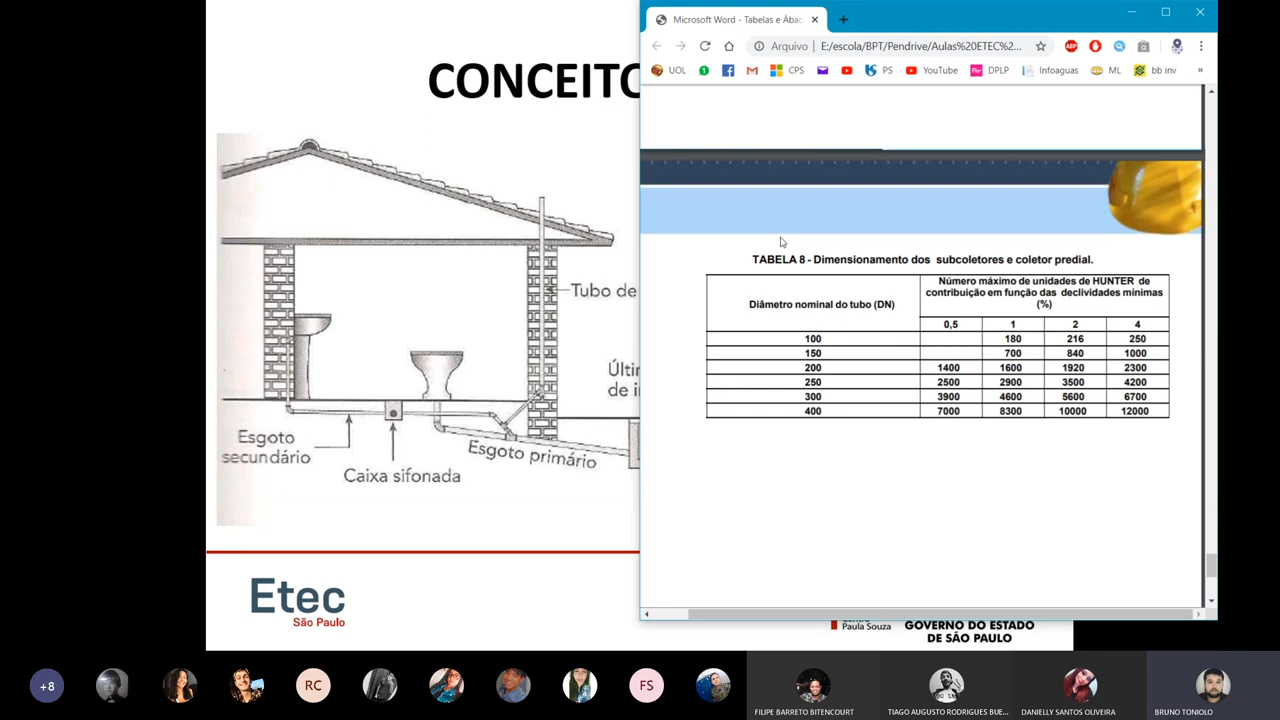 CONCEITO
Tubo de
Últi
de i
Esgoto
secundário
Caixa sifonada
Esgoto primário
Etec
São Paulo
Microsoft Word - Tabelas e Ába
Arquivo
E:/escola/BPT/Pendrive/Aulas%20ETEC%2...
UOL
CPS
PS
YouTube
DPLP
Infoaguas
ML
bb inv
»
TABELA 8 - Dimensionamento dos subcoletores e coletor predial.
Diâmetro nominal do tubo (DN)
Número máximo de unidades de HUNTER de
contribuição em função das declividades mínimas
(%)
0,5 1 2 4
100 180 216 250
150 700 840 1000
200 1400 1600 1920 2300
250 2500 2900 3500 4200
300 3900 4600 5600 6700
400 7000 8300 10000 12000
Paula Souza
GOVERNO DO ESTADO
DE SÃO PAULO
+8
RC
FS
FILIPE BARRETO BITENCOURT
TIAGO AUGUSTO RODRIGUES BUE...
DANIELLY SANTOS OLIVEIRA
BRUNO TONIOLO